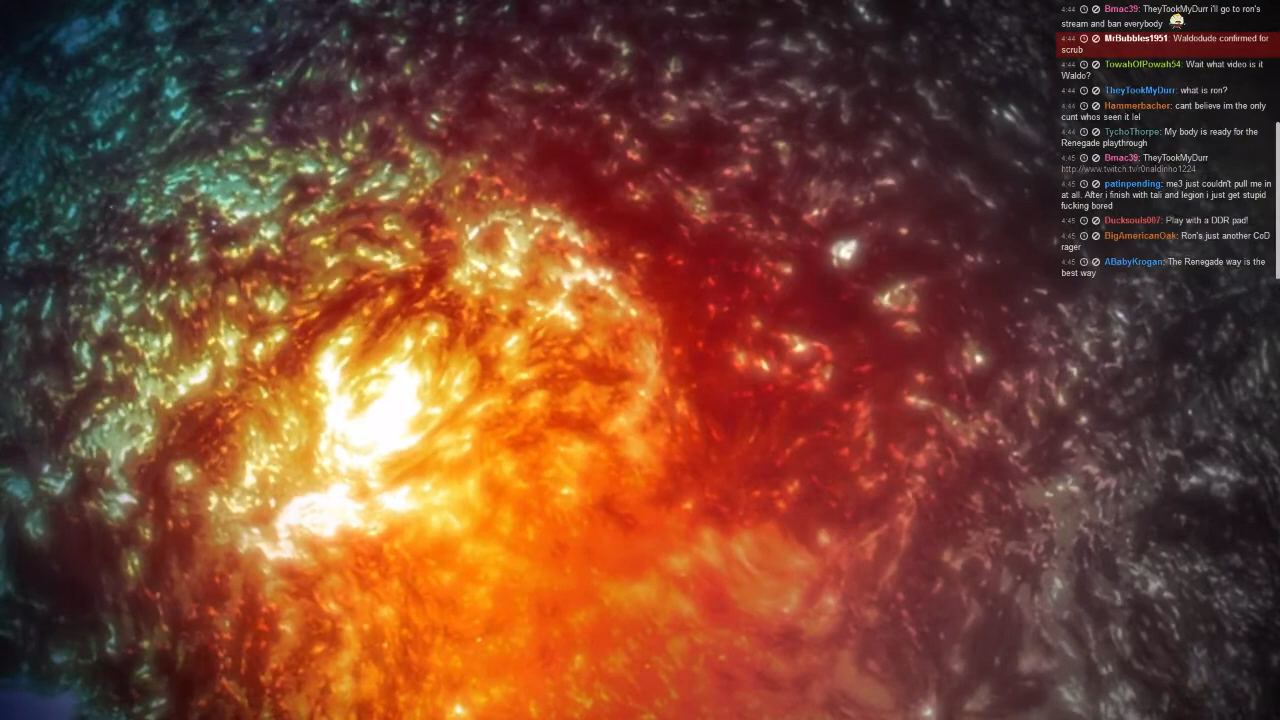 4:44 Bmac39: TheyTookMyDurr i'll go to ron's
stream and ban everybody
4:44 MrBubbles1951: Waldodude confirmed for
scrub
4:44 TowahOfPowah54: Wait what video is it
Waldo?
4:44 TheyTookMyDurr: what is ron?
4:44 Hammerbacher: cant believe im the only
cunt whos seen it lel
4:44 TychoThorpe: My body is ready for the
Renegade playthrough
4:45 Bmac39: TheyTookMyDurr
http://www.twitch.tv/r0naldinho1224
4:45 patinpending: me3 just couldn't pull me in
at all. After i finish with tali and legion i just get stupid
fucking bored
4:45 Ducksouls007: Play with a DDR pad!
4:45 BigAmericanOak: Ron's just another CoD
rager
4:45 ABabyKrogan: The Renegade way is the
best way